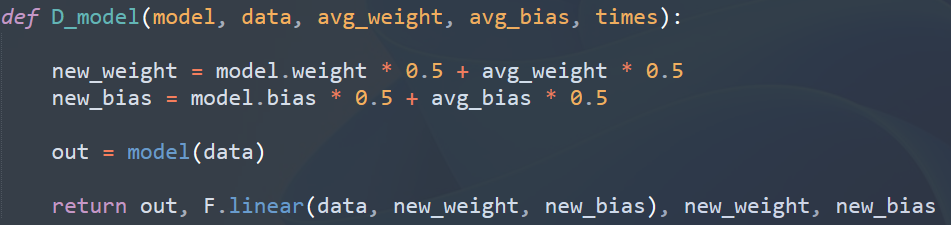 def D_model(model, data, avg_weight, avg_bias, times):
new_weight = model.weight * 0.5 + avg_weight * 0.5
new_bias = model.bias * 0.5 + avg_bias * 0.5
out = model(data)
return out, F.linear(data, new_weight, new_bias), new_weight, new_bias